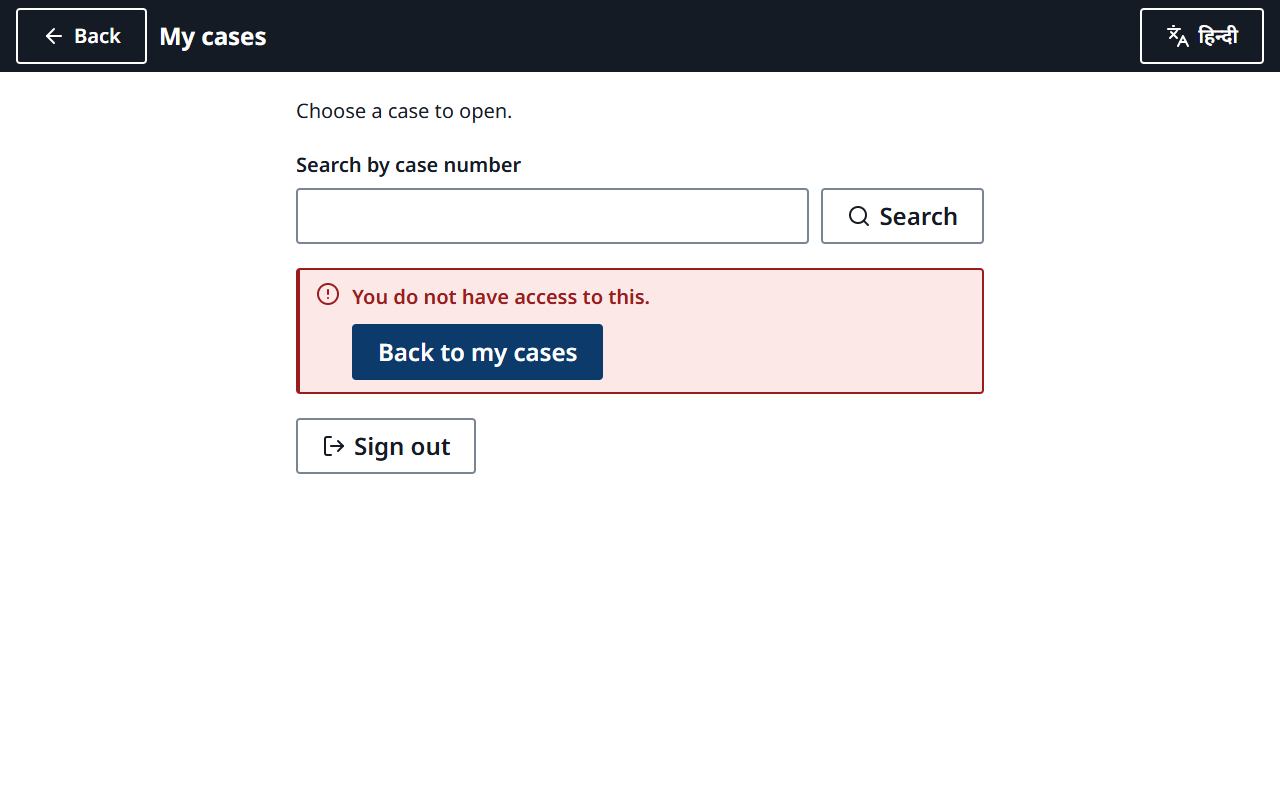 Back
My cases
हिन्दी
Choose a case to open.
Search by case number
Search
You do not have access to this.
Back to my cases
Sign out